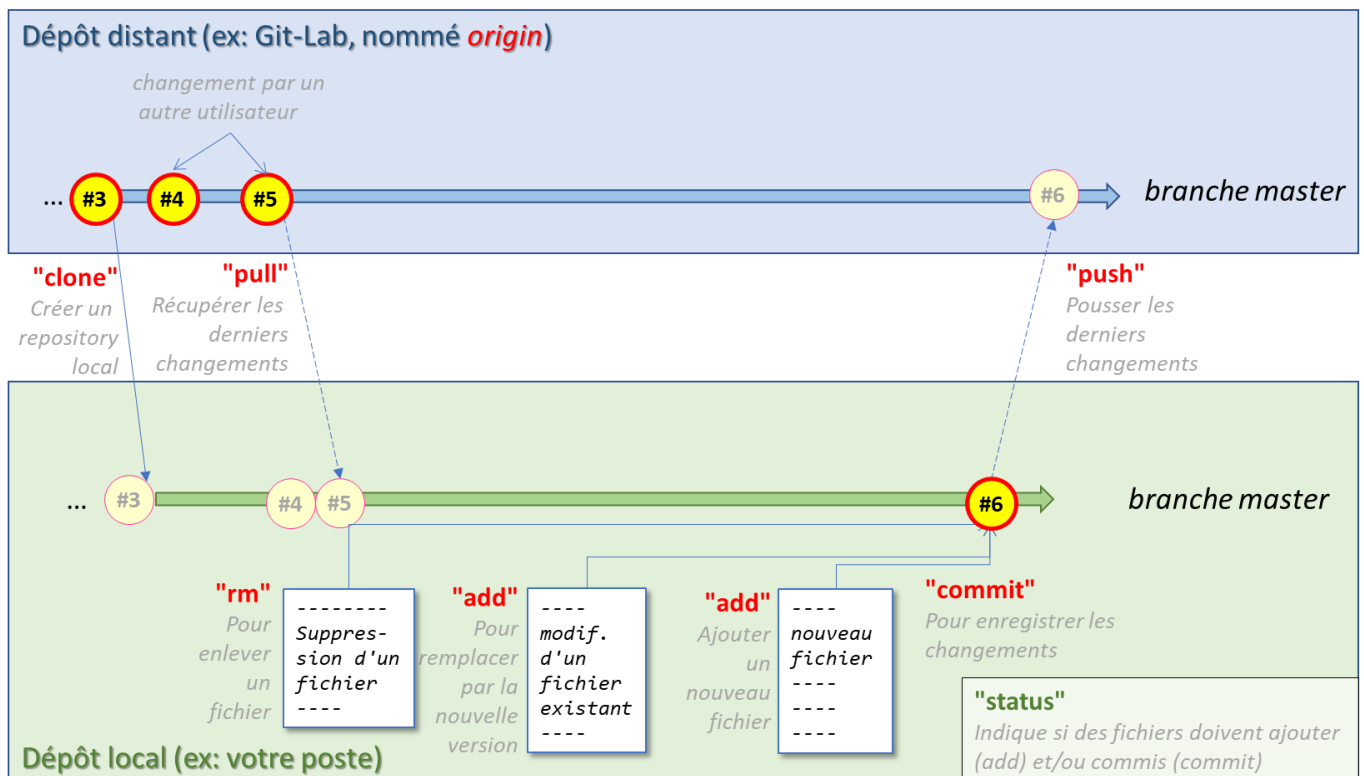 Dépôt distant (ex: Git-Lab, nommé origin)
changement par un
autre utilisateur
... #3 #4 #5 #6 branche master
"clone"
Créer un
repository
local
"pull"
Récupérer les
derniers
changements
"push"
Pousser les
derniers
changements
... #3 #4 #5 #6 branche master
"rm"
Pour
enlever
un
fichier
--------
Suppres-
sion d'un
fichier
----
"add"
Pour
remplacer
par la
nouvelle
version
----
modif.
d'un
fichier
existant
----
"add"
Ajouter
un
nouveau
fichier
----
nouveau
fichier
----
----
----
"commit"
Pour enregistrer les
changements
"status"
Indique si des fichiers doivent ajouter
(add) et/ou commis (commit)
Dépôt local (ex: votre poste)